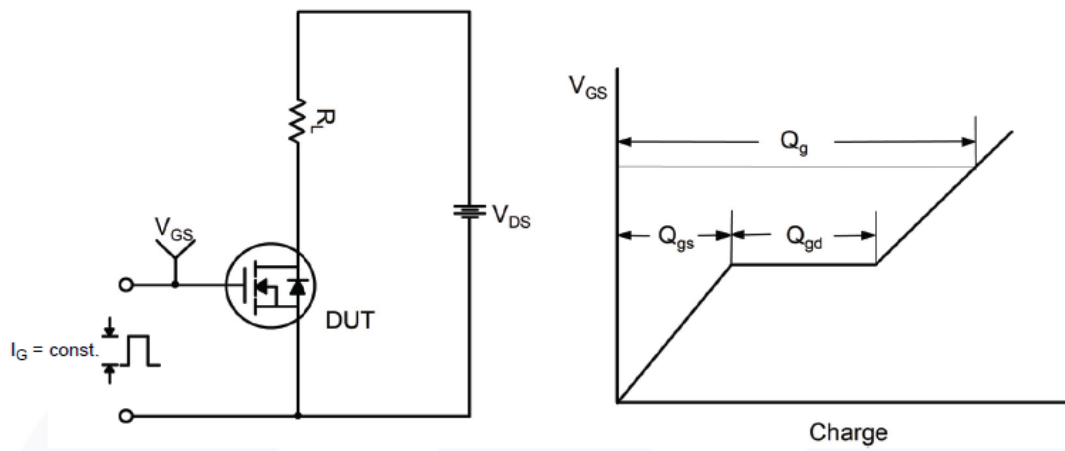 R_L
V_GS
V_DS
DUT
I_G = const.
V_GS
Q_g
Q_gs
Q_gd
Charge